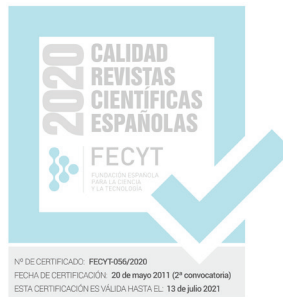 2020
CALIDAD
REVISTAS
CIENTÍFICAS
ESPAÑOLAS
FECYT
FUNDACIÓN ESPAÑOLA
PARA LA CIENCIA
Y LA TECNOLOGÍA
Nº DE CERTIFICADO: FECYT-056/2020
FECHA DE CERTIFICACIÓN: 20 de mayo 2011 (2ª convocatoria)
ESTA CERTIFICACIÓN ES VÁLIDA HASTA EL: 13 de julio 2021